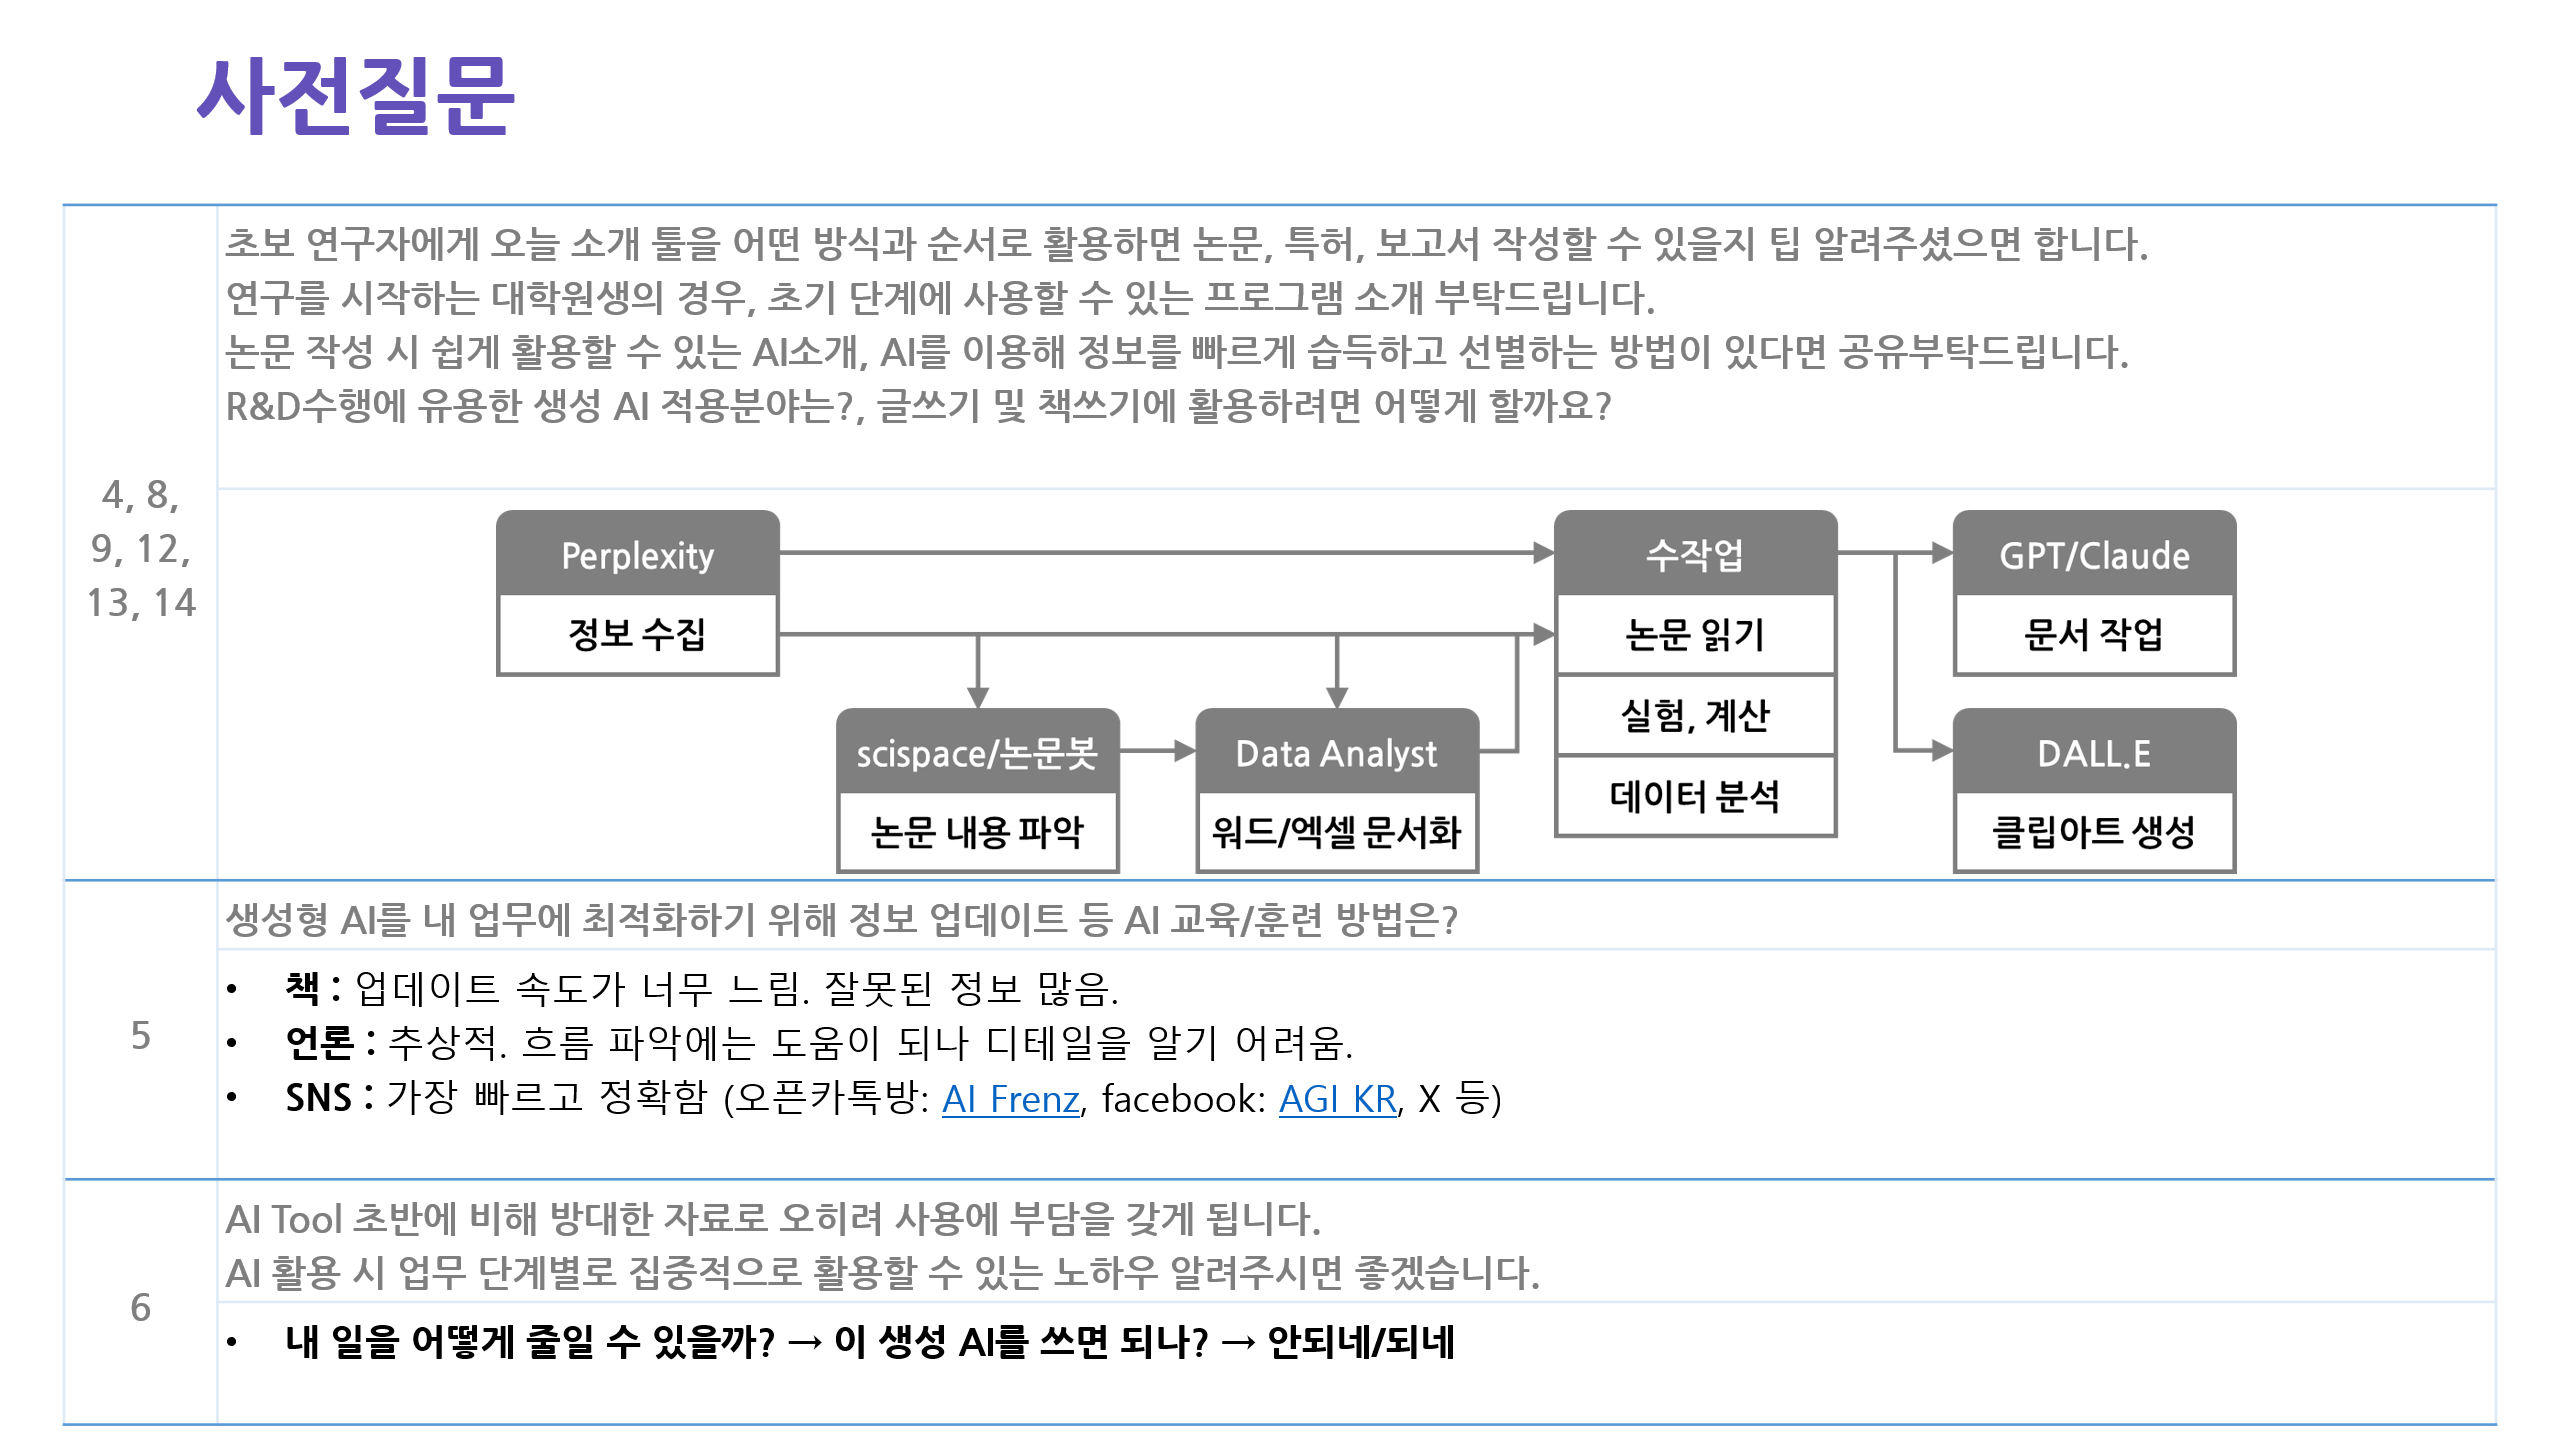 사전질문
4, 8,
9, 12,
13, 14
초보 연구자에게 오늘 소개 툴을 어떤 방식과 순서로 활용하면 논문, 특허, 보고서 작성할 수 있을지 팁 알려주셨으면 합니다.
연구를 시작하는 대학원생의 경우, 초기 단계에 사용할 수 있는 프로그램 소개 부탁드립니다.
논문 작성 시 쉽게 활용할 수 있는 AI소개, AI를 이용해 정보를 빠르게 습득하고 선별하는 방법이 있다면 공유부탁드립니다.
R&D수행에 유용한 생성 AI 적용분야는?, 글쓰기 및 책쓰기에 활용하려면 어떻게 할까요?
Perplexity
정보 수집
scispace/논문봇
논문 내용 파악
Data Analyst
워드/엑셀 문서화
수작업
논문 읽기
실험, 계산
데이터 분석
GPT/Claude
문서 작업
DALL.E
클립아트 생성
5
생성형 AI를 내 업무에 최적화하기 위해 정보 업데이트 등 AI 교육/훈련 방법은?
• 책 : 업데이트 속도가 너무 느림. 잘못된 정보 많음.
• 언론 : 추상적. 흐름 파악에는 도움이 되나 디테일을 알기 어려움.
• SNS : 가장 빠르고 정확함 (오픈카톡방: AI Frenz, facebook: AGI KR, X 등)
6
AI Tool 초반에 비해 방대한 자료로 오히려 사용에 부담을 갖게 됩니다.
AI 활용 시 업무 단계별로 집중적으로 활용할 수 있는 노하우 알려주시면 좋겠습니다.
• 내 일을 어떻게 줄일 수 있을까? → 이 생성 AI를 쓰면 되나? → 안되네/되네